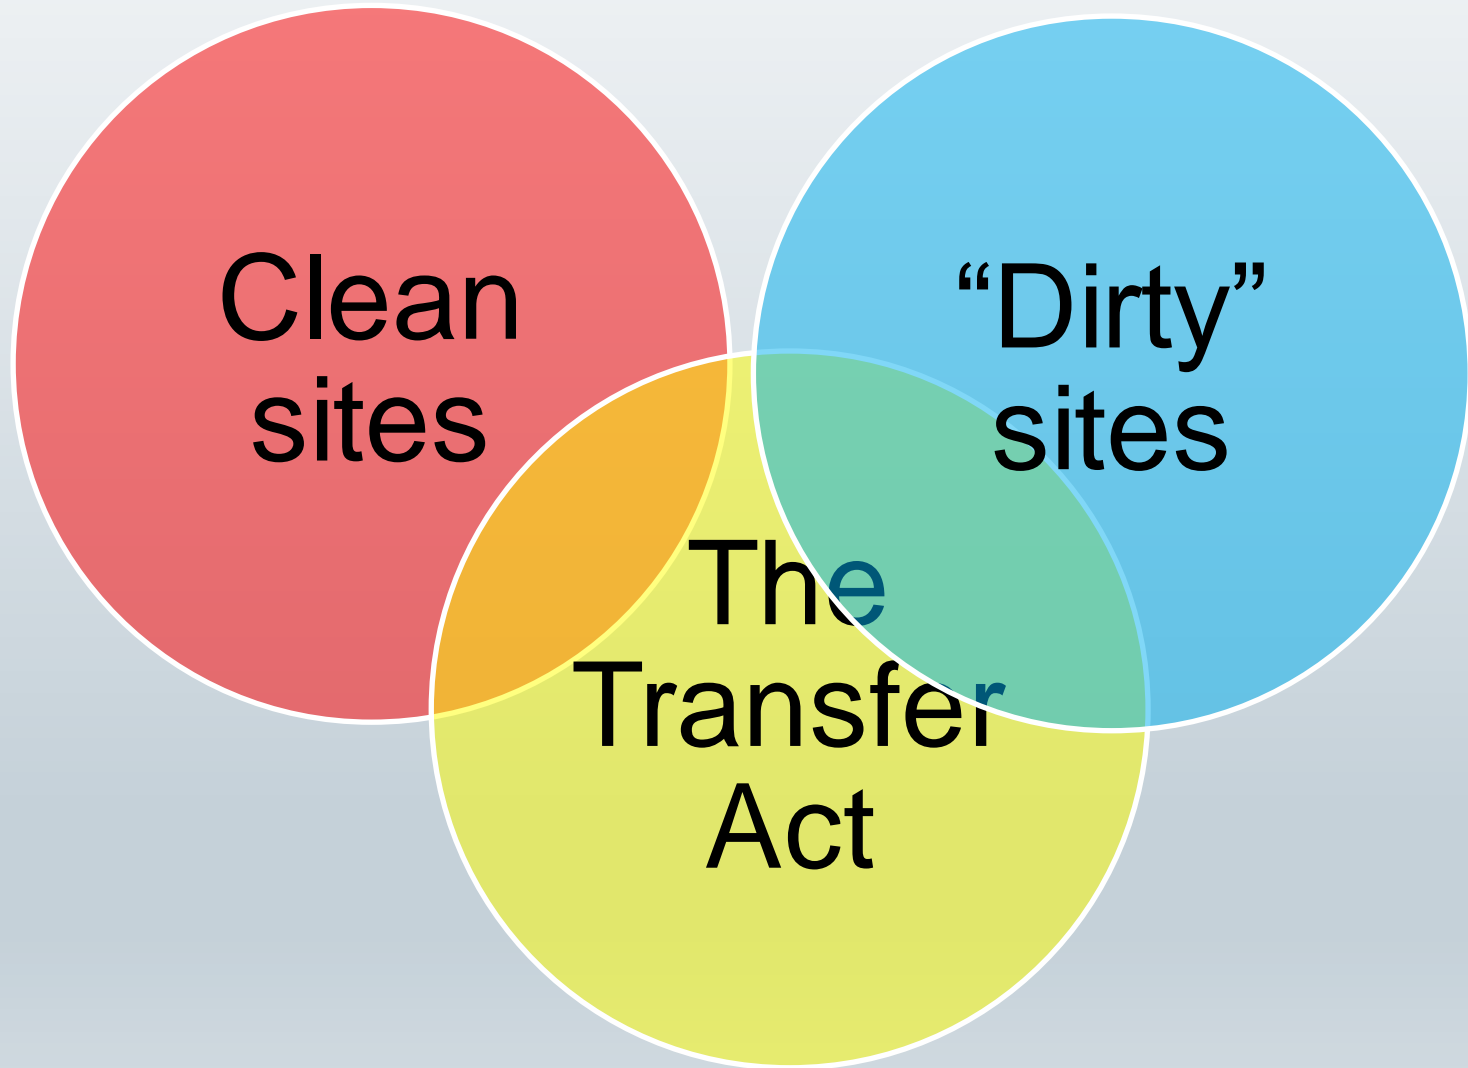 Clean
sites
“Dirty”
sites
The
Transfer
Act